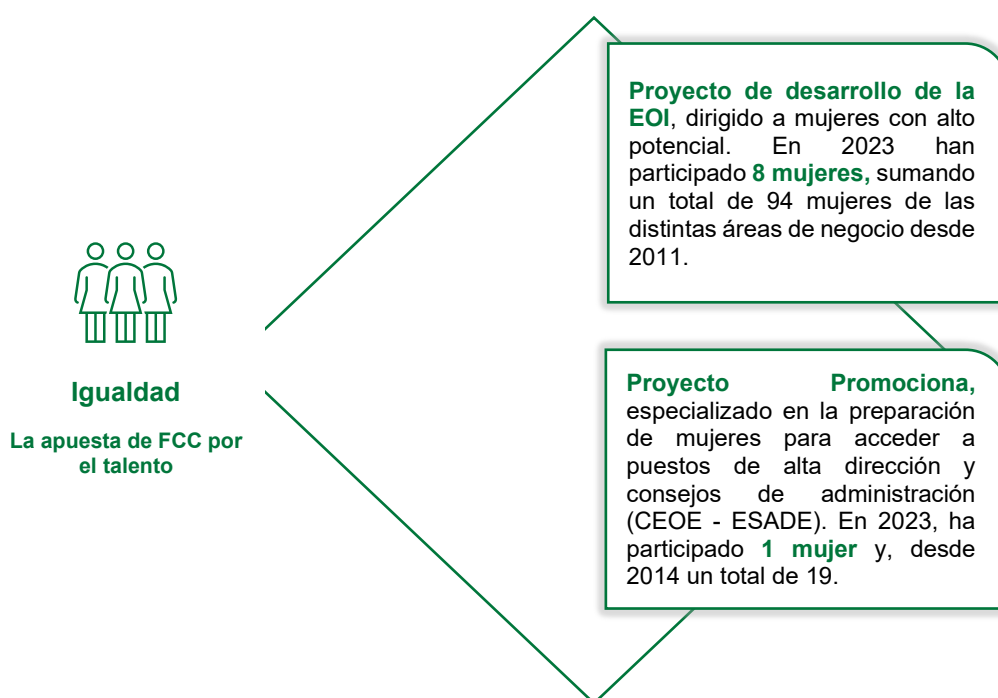 Igualdad
La apuesta de FCC por
el talento
Proyecto de desarrollo de la
EOI, dirigido a mujeres con alto
potencial. En 2023 han
participado 8 mujeres, sumando
un total de 94 mujeres de las
distintas áreas de negocio desde
2011.
Proyecto Promociona,
especializado en la preparación
de mujeres para acceder a
puestos de alta dirección y
consejos de administración
(CEOE - ESADE). En 2023, ha
participado 1 mujer y, desde
2014 un total de 19.